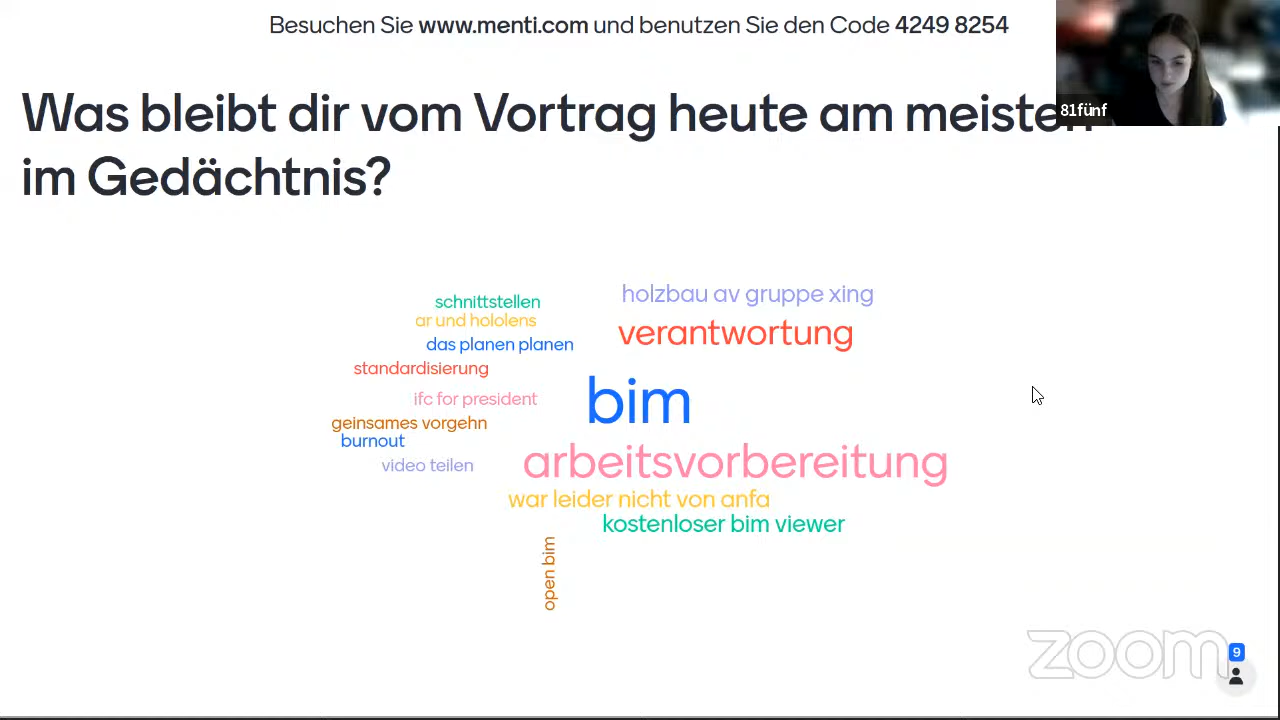 Besuchen Sie www.menti.com und benutzen Sie den Code 4249 8254
81fünf
Was bleibt dir vom Vortrag heute am meisten
im Gedächtnis?
schnittstellen
holzbau av gruppe xing
ar und hololens
verantwortung
das planen planen
standardisierung
bim
ifc for president
geinsames vorgehn
burnout
video teilen
arbeitsvorbereitung
war leider nicht von anfa
kostenloser bim viewer
open bim
zoom
9